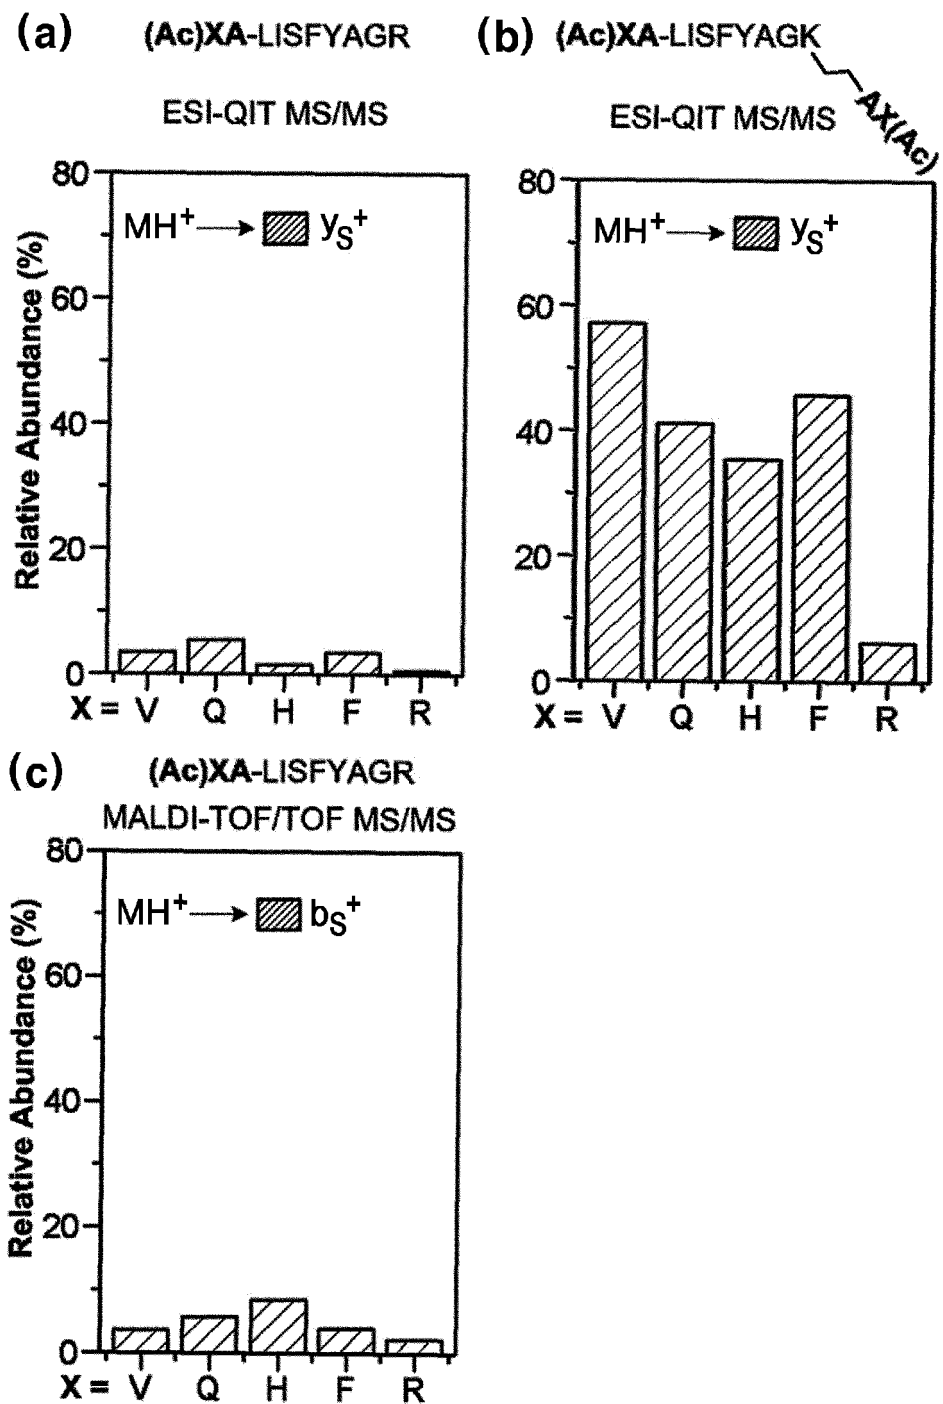 (a) (Ac)XA-LISFYAGR
ESI-QIT MS/MS
80
60
40
20
0
Relative Abundance (%)
MH+ yS+
X = V Q H F R
(b) (Ac)XA-LISFYAGK
AX(Ac)
ESI-QIT MS/MS
80
60
40
20
0
MH+ yS+
X = V Q H F R
(c) (Ac)XA-LISFYAGR
MALDI-TOF/TOF MS/MS
80
60
40
20
0
Relative Abundance (%)
MH+ bS+
X = V Q H F R